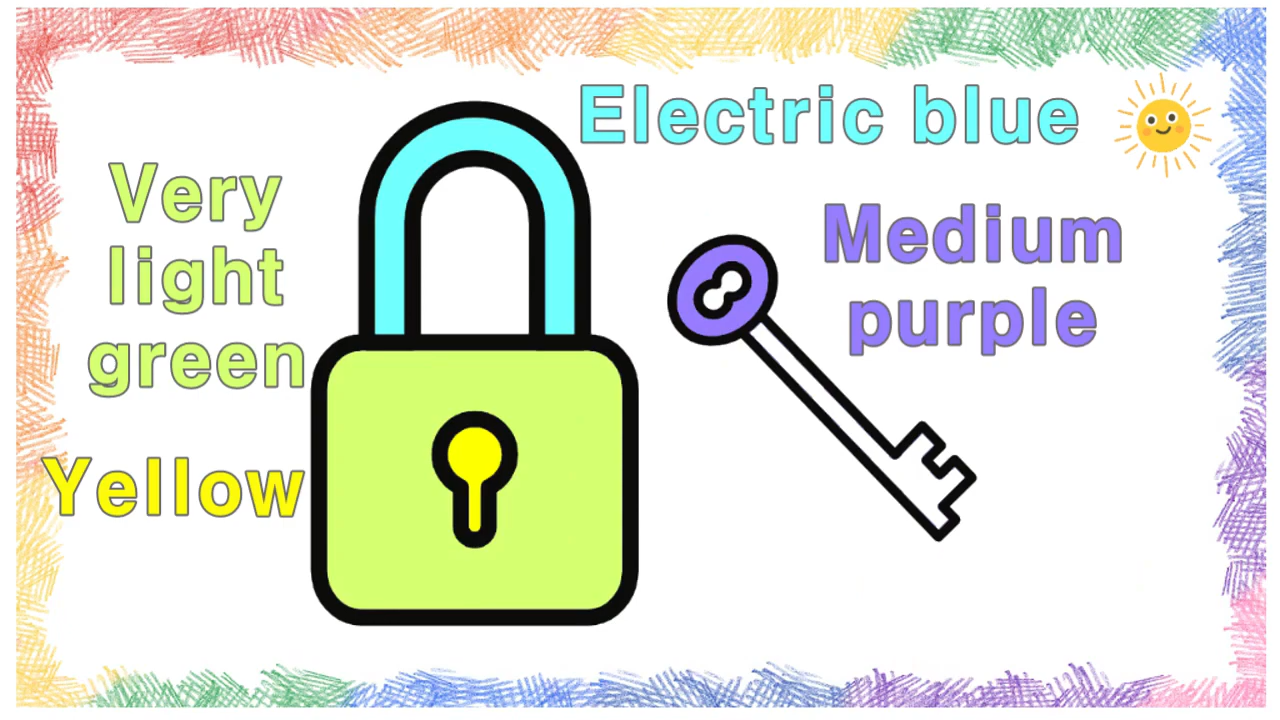 Electric blue
Very
light
green
Medium
purple
Yellow